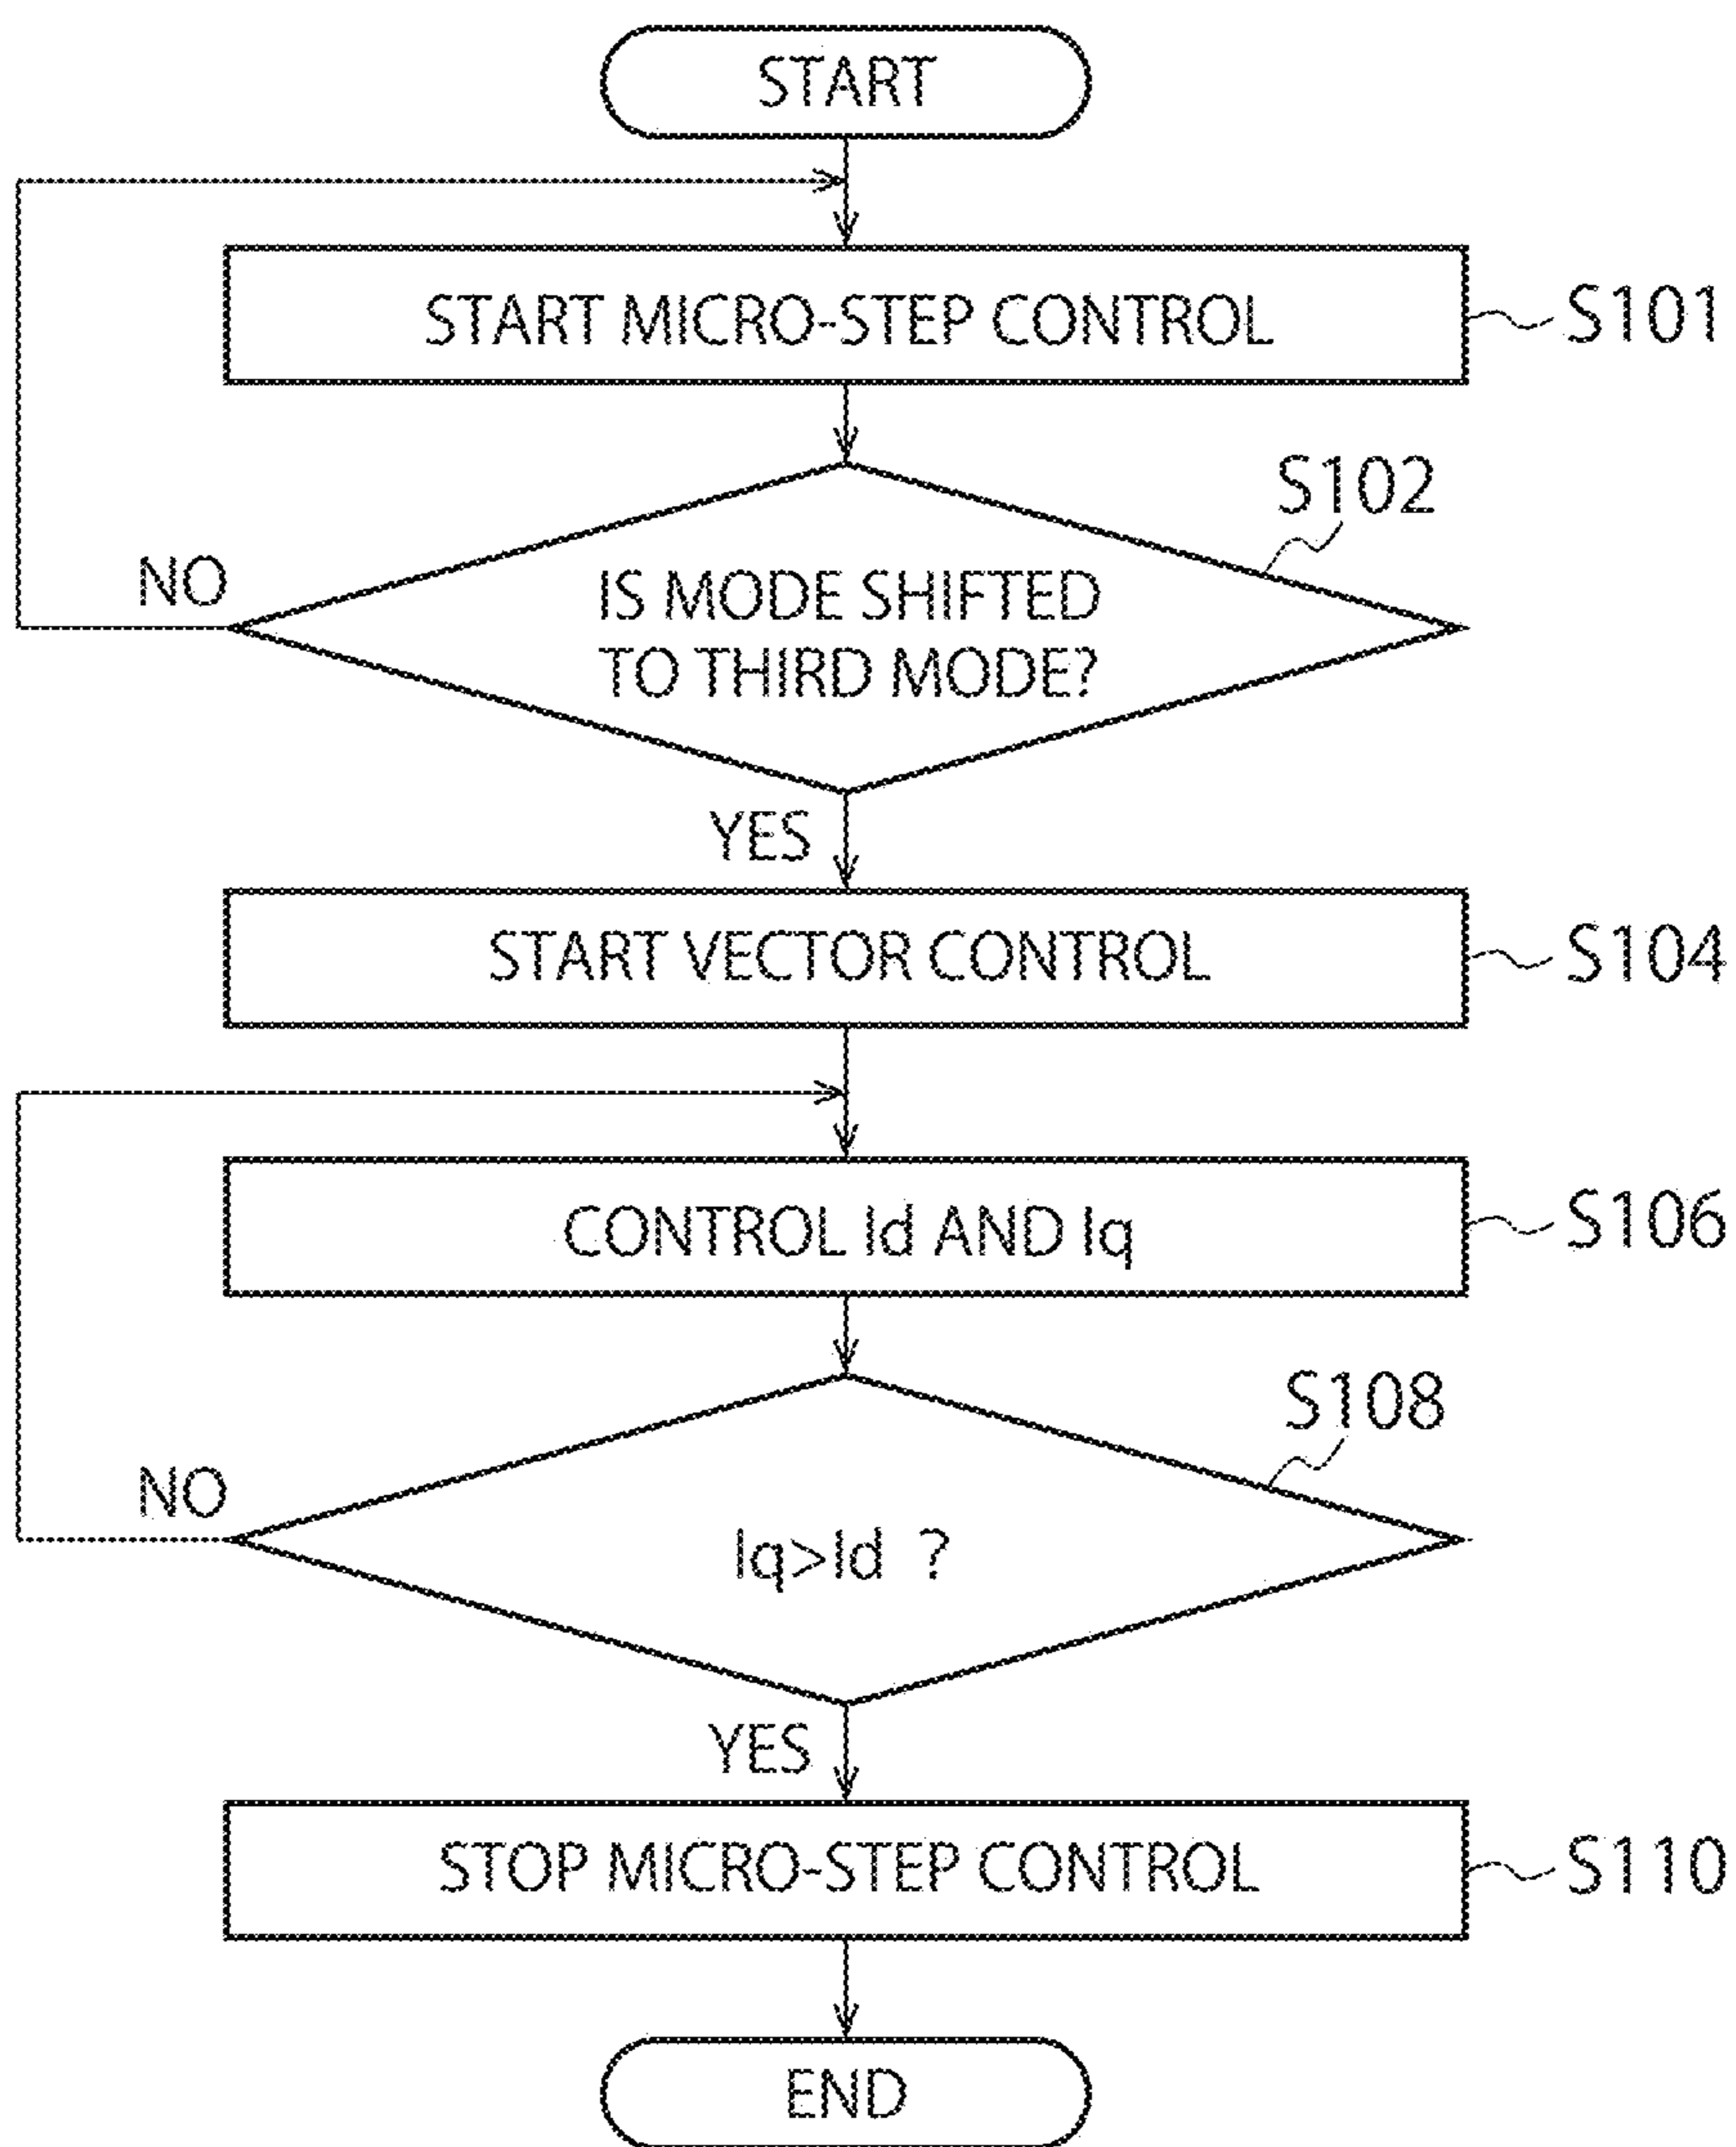 START
START MICRO-STEP CONTROL
S101
S102
NO
IS MODE SHIFTED
TO THIRD MODE?
YES
START VECTOR CONTROL
S104
CONTROL Id AND Iq
S106
S108
NO
Iq>Id ?
YES
STOP MICRO-STEP CONTROL
S110
END